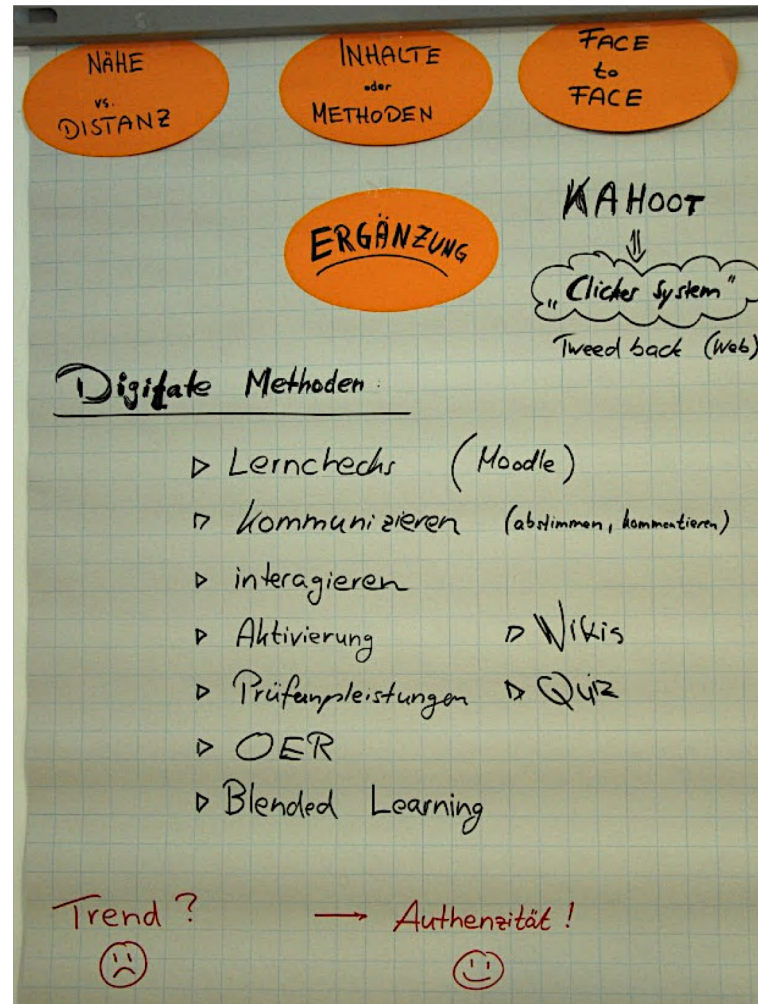 NÄHE
vs.
DISTANZ
INHALTE
oder
METHODEN
FACE
to
FACE
ERGÄNZUNG
KAHOOT
⇓
„Clicker System"
Tweed back (Web)
Digitale Methoden:
▷ Lernchecks (Moodle)
▷ kommunizieren (abstimmen, kommentieren)
▷ interagieren
▷ Aktivierung ▷ Wikis
▷ Prüfunpleistungen ▷ Quiz
▷ OER
▷ Blended Learning
Trend? → Authenzität!